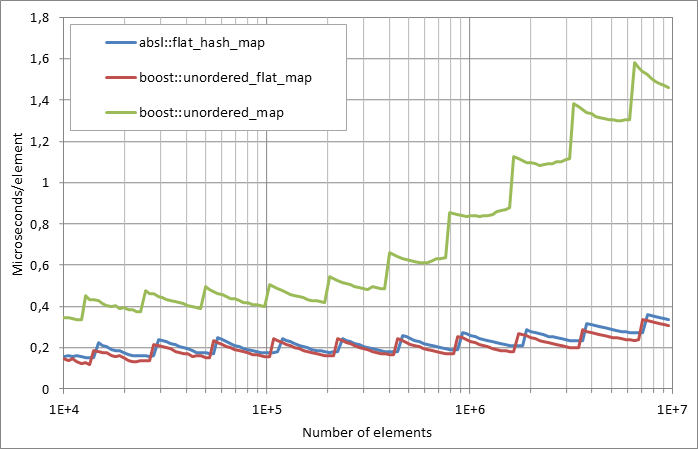 1,8
1,6
1,4
1,2
1
0,8
0,6
0,4
0,2
0
Microseconds/element
absl::flat_hash_map
boost::unordered_flat_map
boost::unordered_map
1E+4 1E+5 1E+6 1E+7
Number of elements